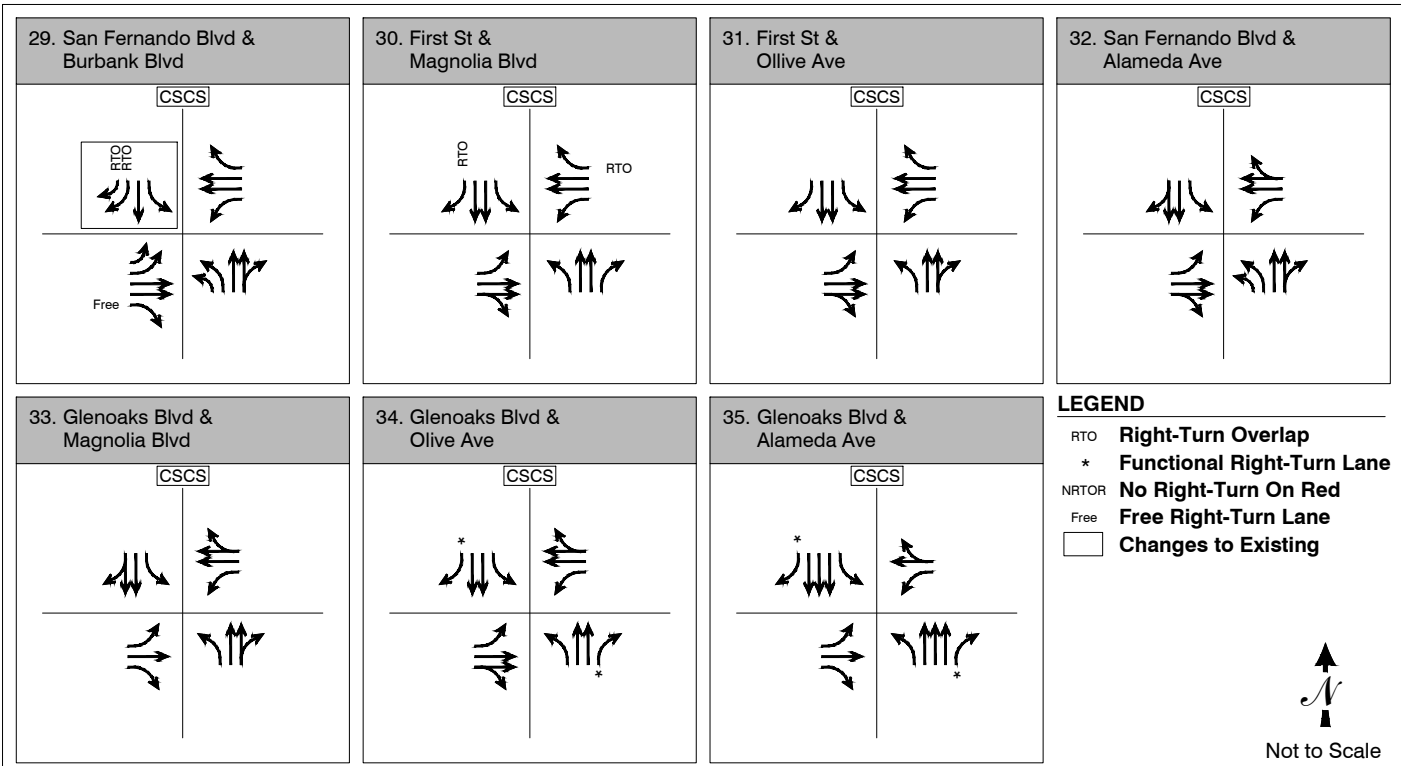 29. San Fernando Blvd &
Burbank Blvd
CSCS
RTO
RTO
Free
30. First St &
Magnolia Blvd
CSCS
RTO
RTO
31. First St &
Ollive Ave
CSCS
32. San Fernando Blvd &
Alameda Ave
CSCS
33. Glenoaks Blvd &
Magnolia Blvd
CSCS
34. Glenoaks Blvd &
Olive Ave
CSCS
*
*
35. Glenoaks Blvd &
Alameda Ave
CSCS
*
*
LEGEND
RTO Right-Turn Overlap
* Functional Right-Turn Lane
NRTOR No Right-Turn On Red
Free Free Right-Turn Lane
Changes to Existing
N
Not to Scale